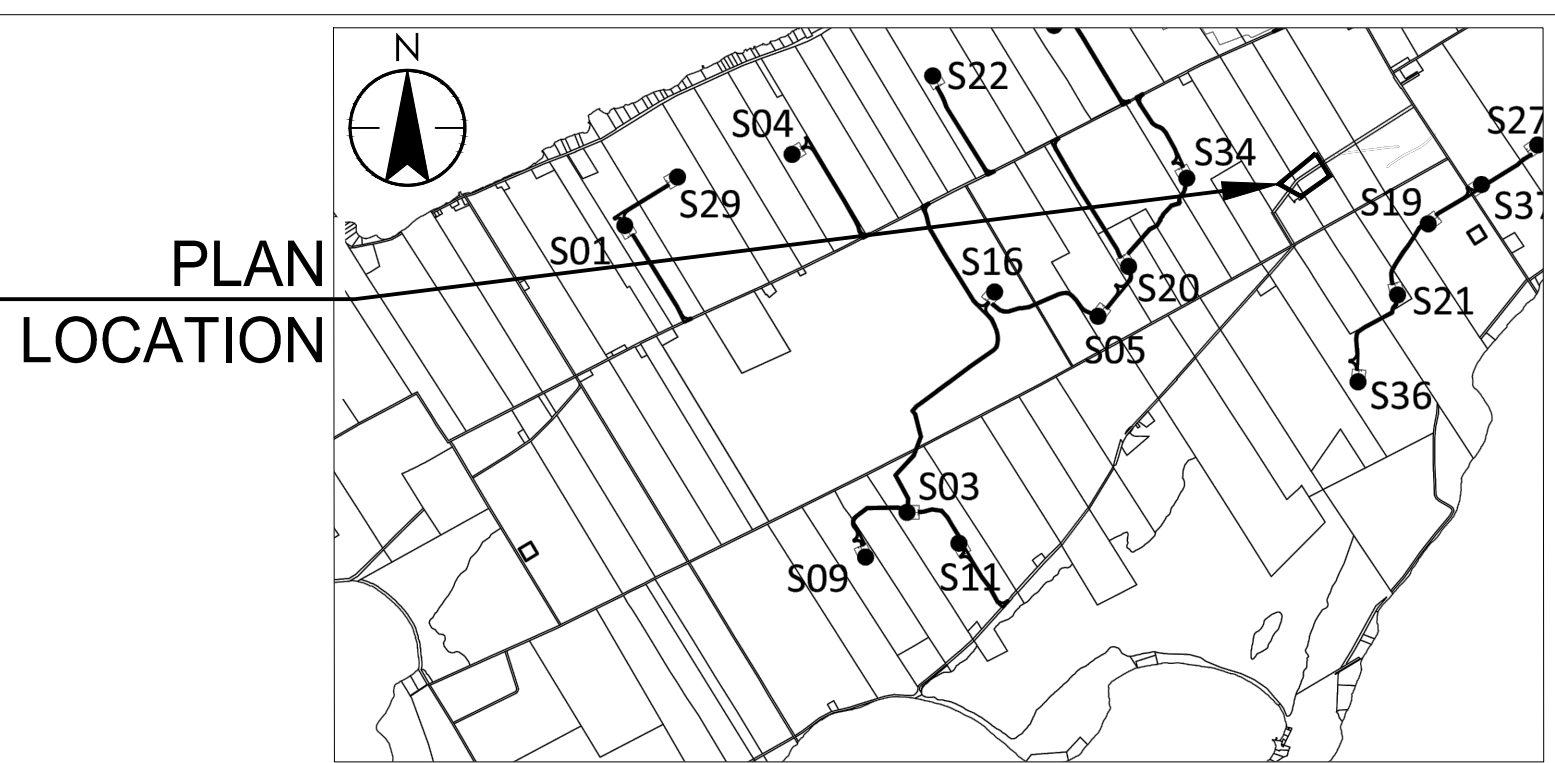 N
PLAN
LOCATION
S22
S04
S27
S34
S29
S37
S19
S01
S16
S20
S21
S05
S36
S03
S09
S11